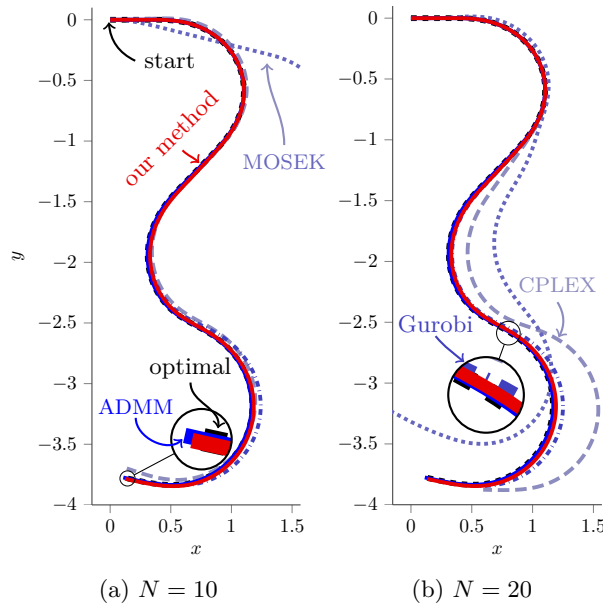 0
−0.5
−1
−1.5
−2
−2.5
−3
−3.5
−4
y
0
0.5
1
1.5
x
start
our method
MOSEK
optimal
ADMM
(a) N = 10
0
−0.5
−1
−1.5
−2
−2.5
−3
−3.5
−4
0
0.5
1
1.5
x
CPLEX
Gurobi
(b) N = 20